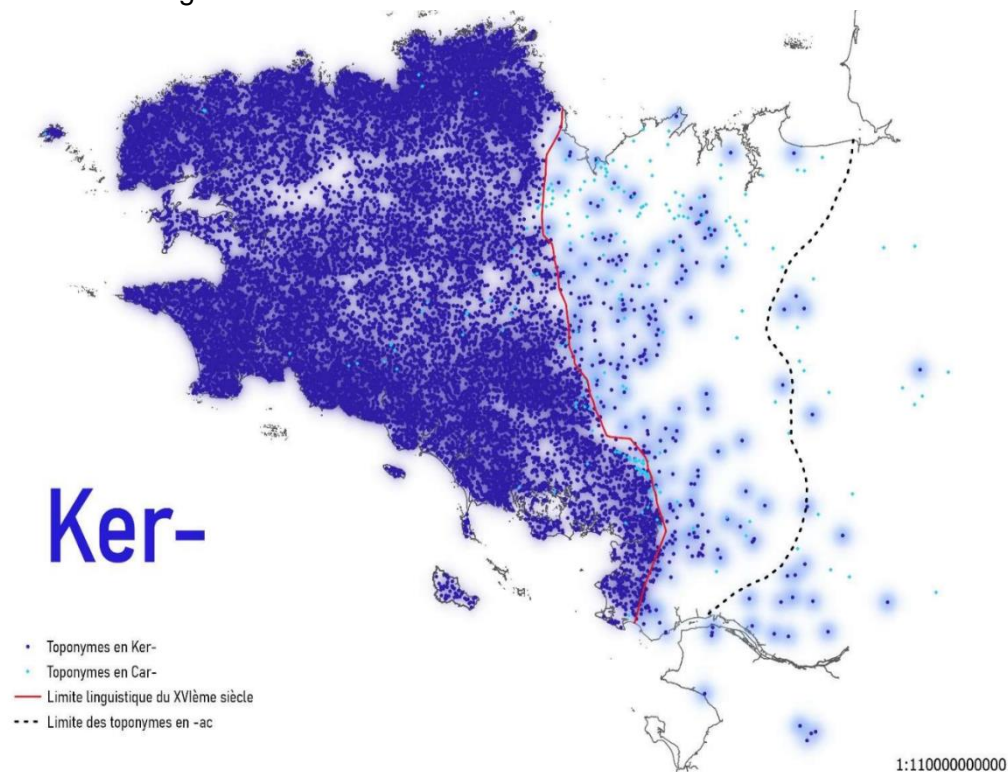 Ker-
Toponymes en Ker-
Toponymes en Car-
Limite linguistique du XVIème siècle
Limite des toponymes en -ac
1:110000000000